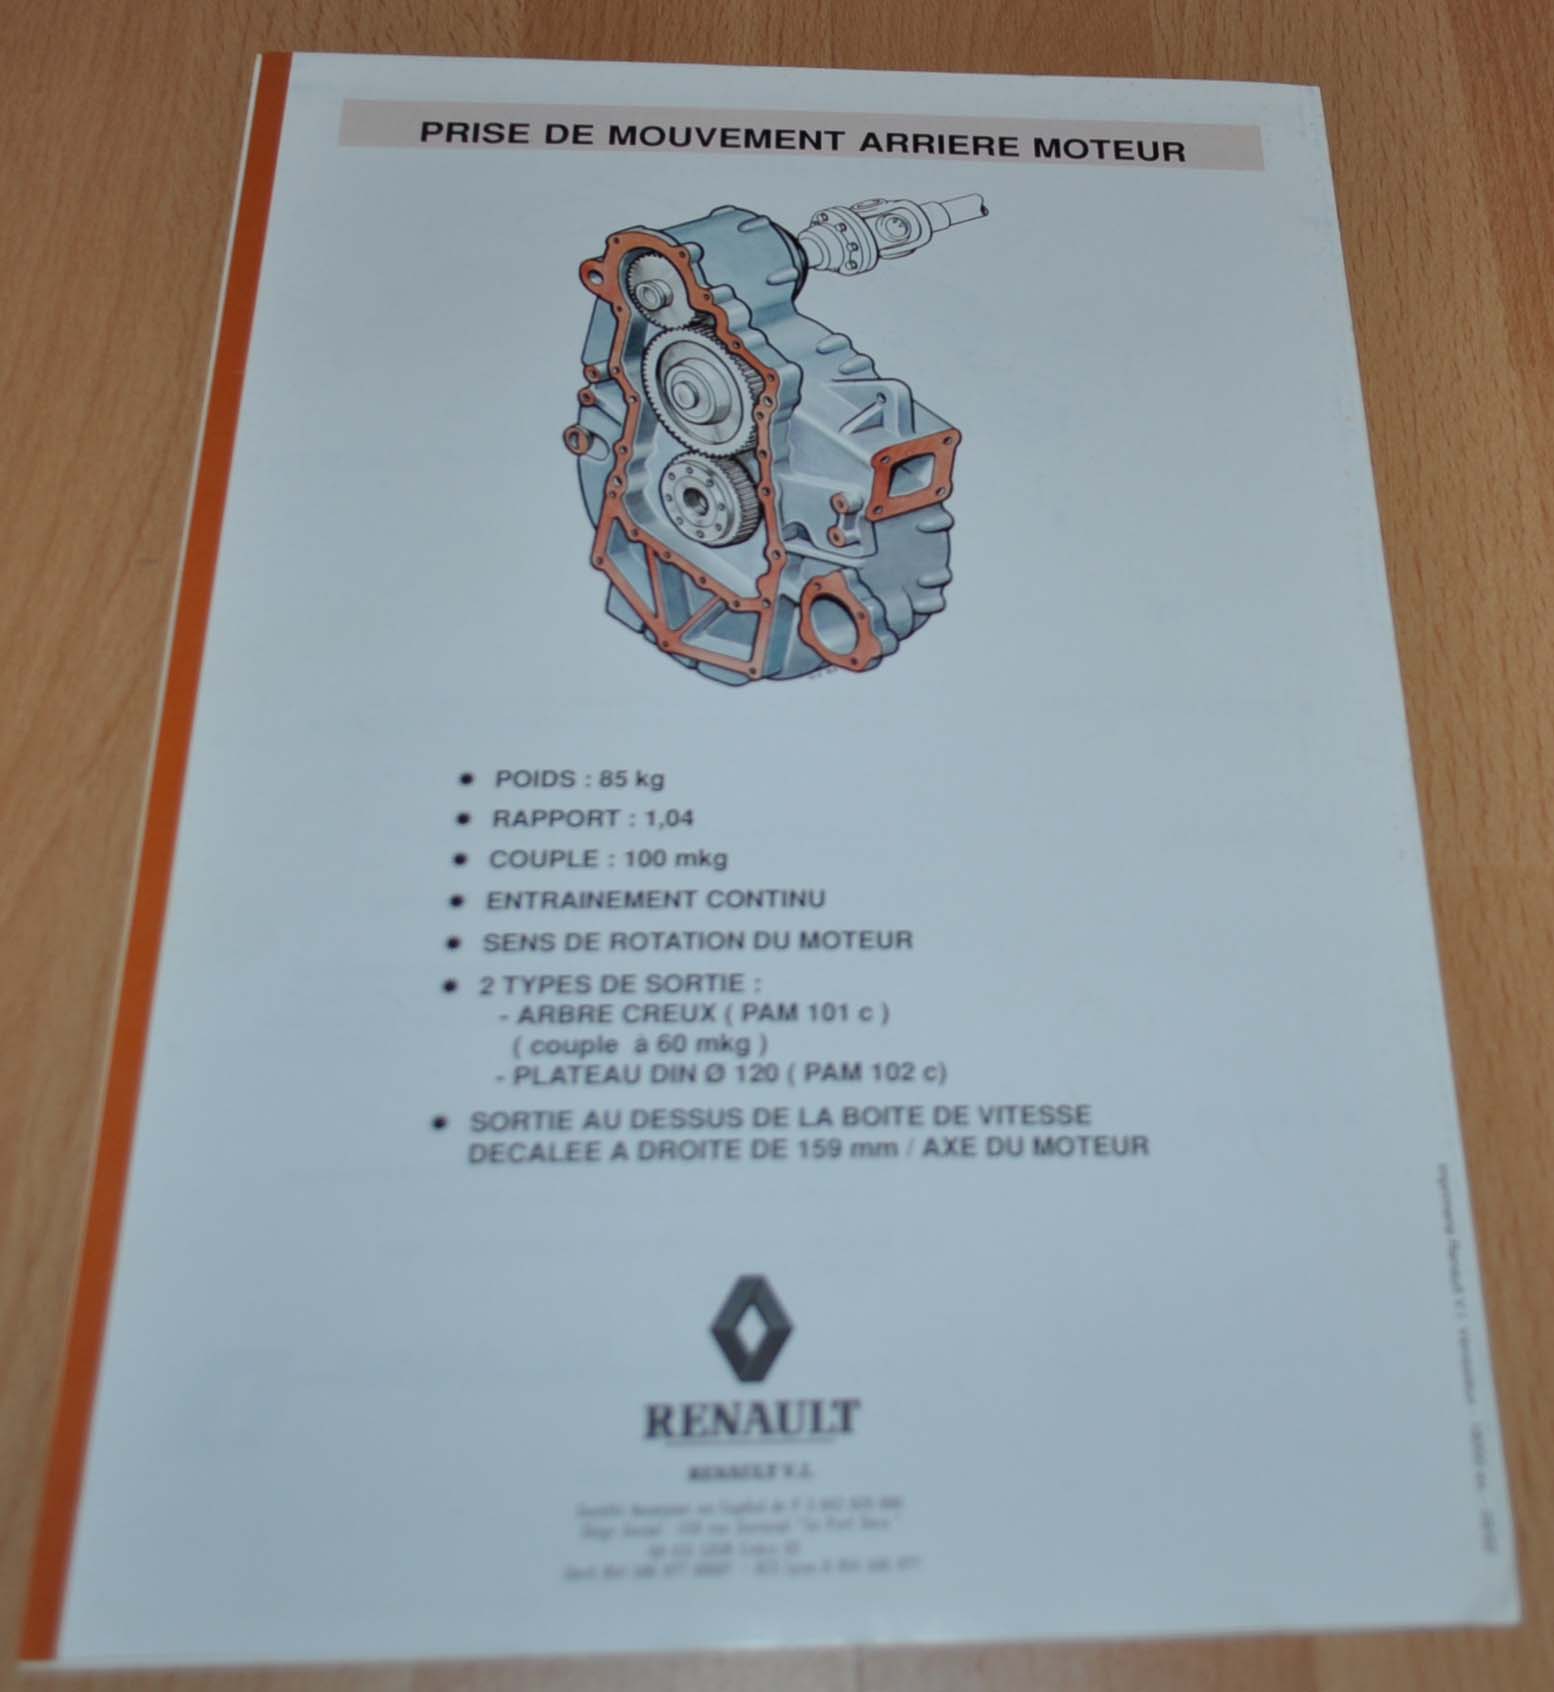 PRISE DE MOUVEMENT ARRIERE MOTEUR
POIDS : 85 kg
RAPPORT : 1,04
COUPLE : 100 mkg
ENTRAINEMENT CONTINU
SENS DE ROTATION DU MOTEUR
2 TYPES DE SORTIE :
- ARBRE CREUX ( PAM 101 c )
( couple à 60 mkg )
- PLATEAU DIN Ø 120 ( PAM 102 c)
SORTIE AU DESSUS DE LA BOITE DE VITESSE
DECALEE A DROITE DE 159 mm / AXE DU MOTEUR
RENAULT
RENAULT V.I.